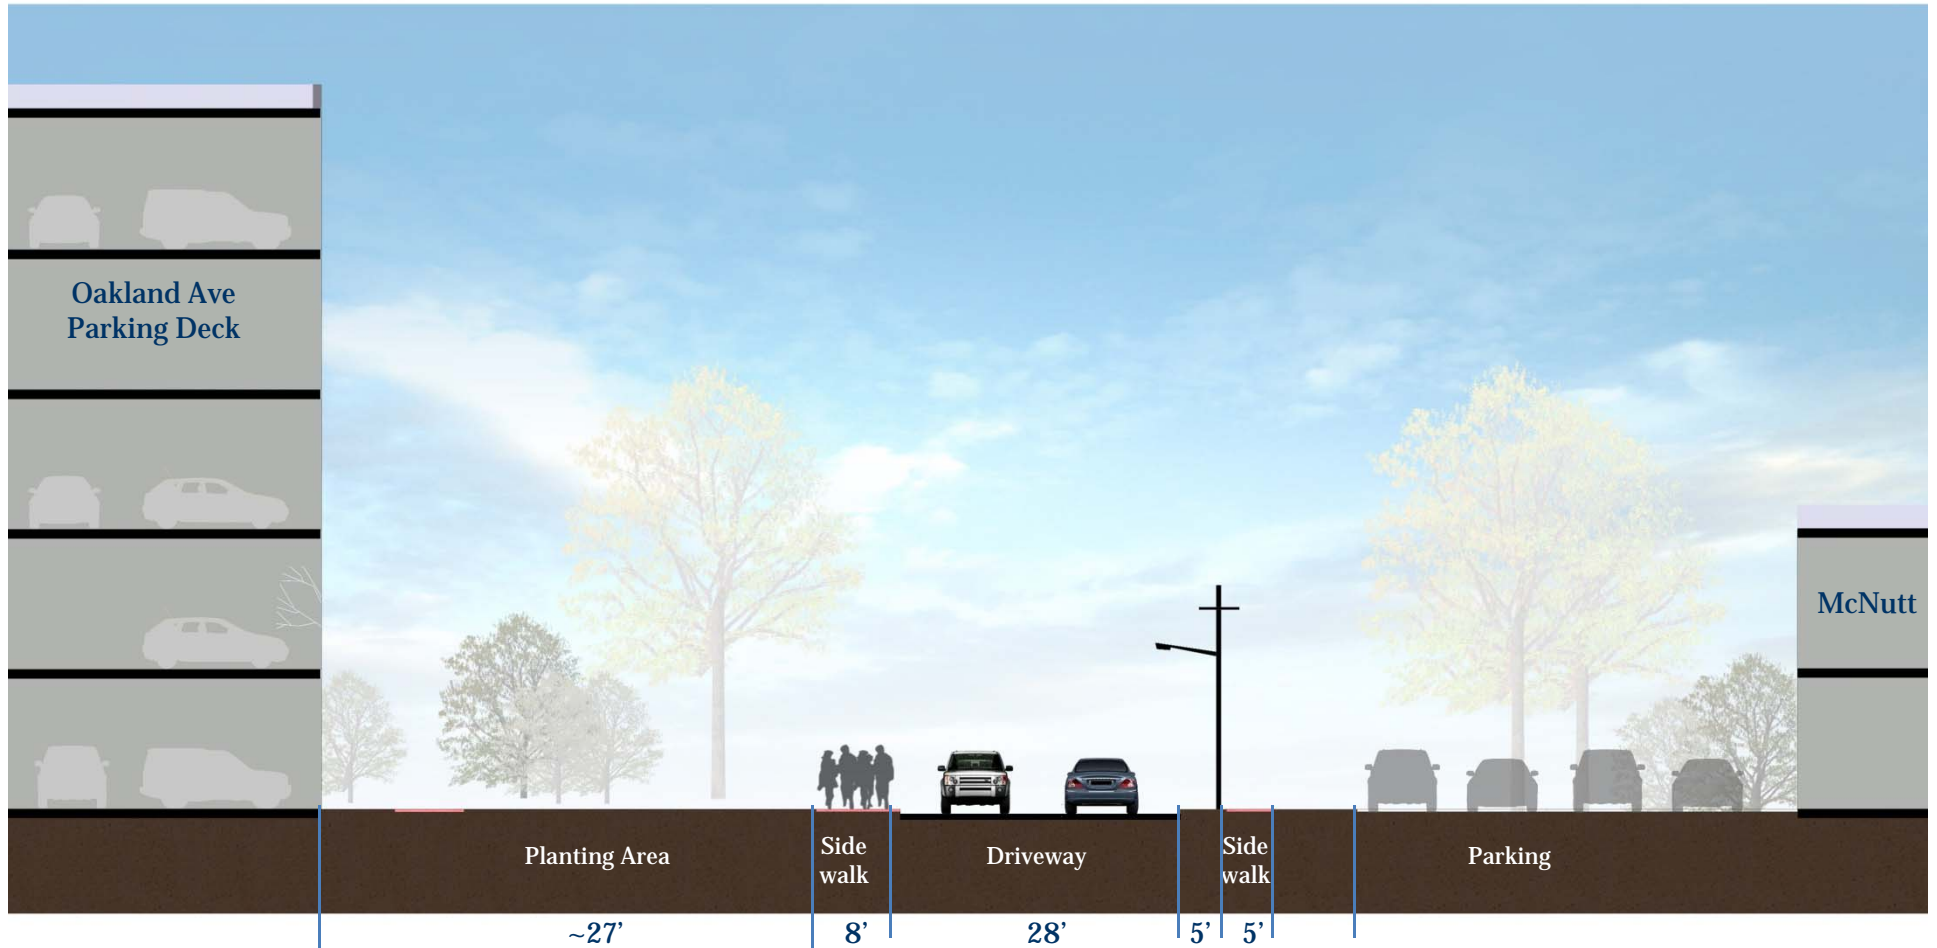 Oakland Ave
Parking Deck
McNutt
Planting Area
Side
walk
Driveway
Side
walk
Parking
~27’
8’
28’
5’
5’